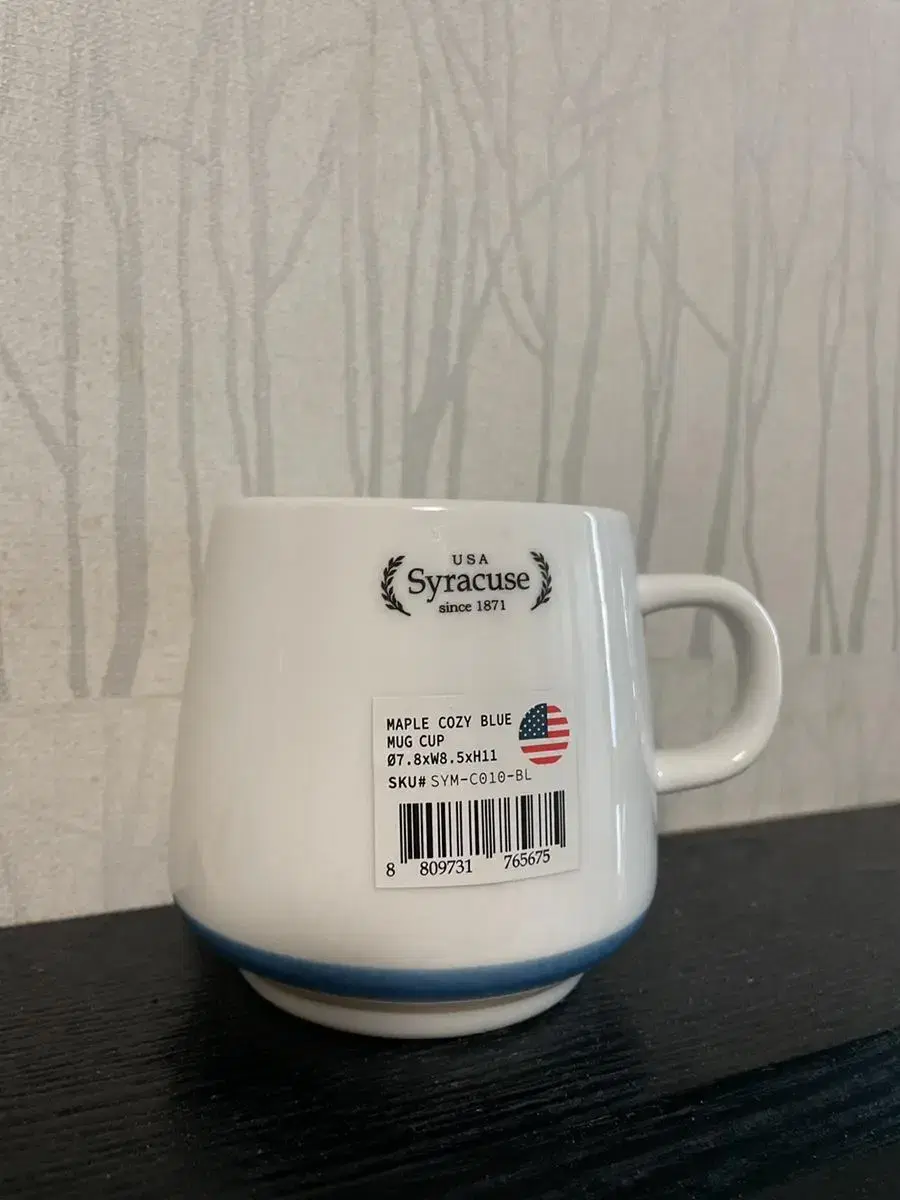 USA
Syracuse
since 1871
MAPLE COZY BLUE
MUG CUP
Ø7.8xW8.5xH11
SKU# SYM-C010-BL
8 809731 765675